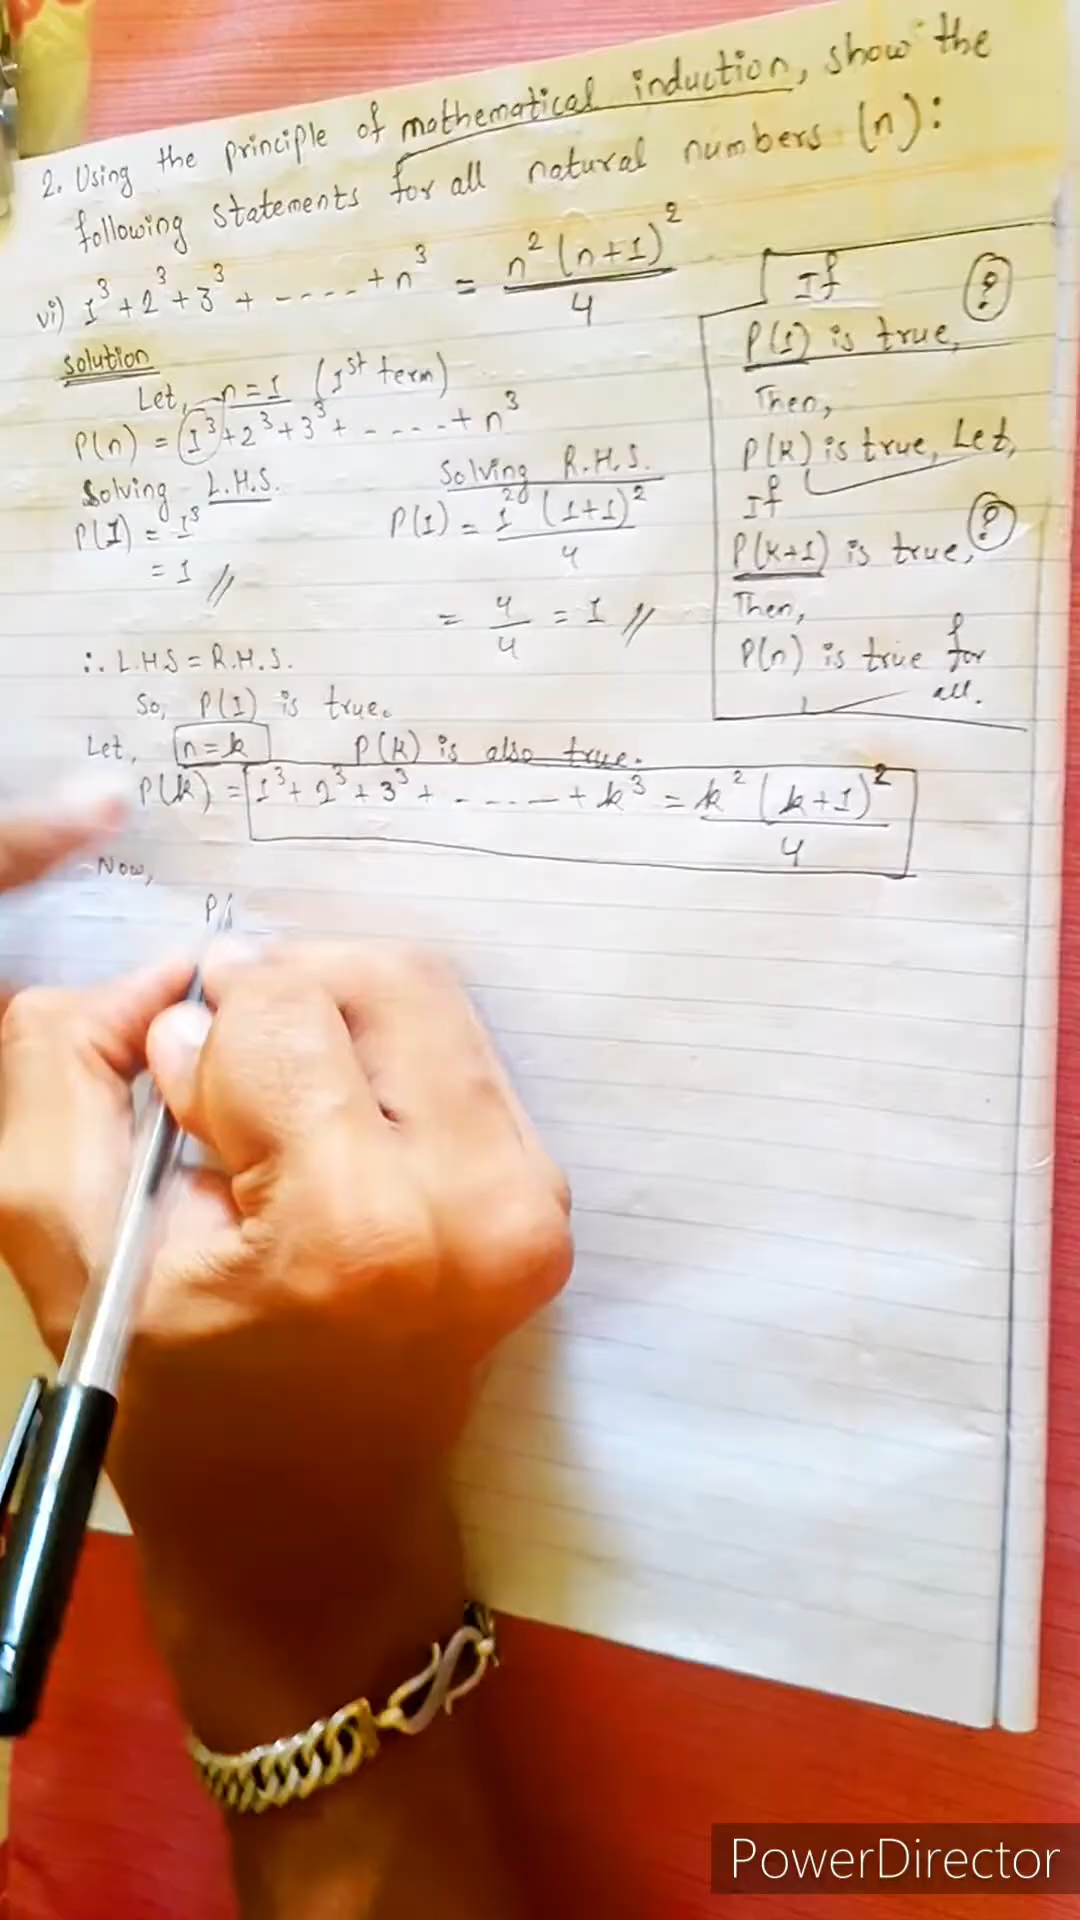 2. Using the principle of mathematical induction, show the
following statements for all natural numbers (n):
vi) 1³ + 2³ + 3³ + - - - - - + n³ = n²(n+1)²/4
solution
Let, n = 1 (1st term)
P(n) = 1³ + 2³ + 3³ + - - - - - + n³
Solving L.H.S.
P(1) = 1³
= 1 //
Solving R.H.S.
P(1) = 1²(1+1)²/4
= 4/4 = 1 //
∴ L.H.S = R.H.S.
So, P(1) is true.
Let, n = k P(k) is also true.
P(k) = 1³ + 2³ + 3³ + - - - - - + k³ = k²(k+1)²/4
Now,
If ?
P(1) is true,
Then,
P(k) is true, Let,
If ?
P(k+1) is true,
Then,
P(n) is true for
all.
PowerDirector